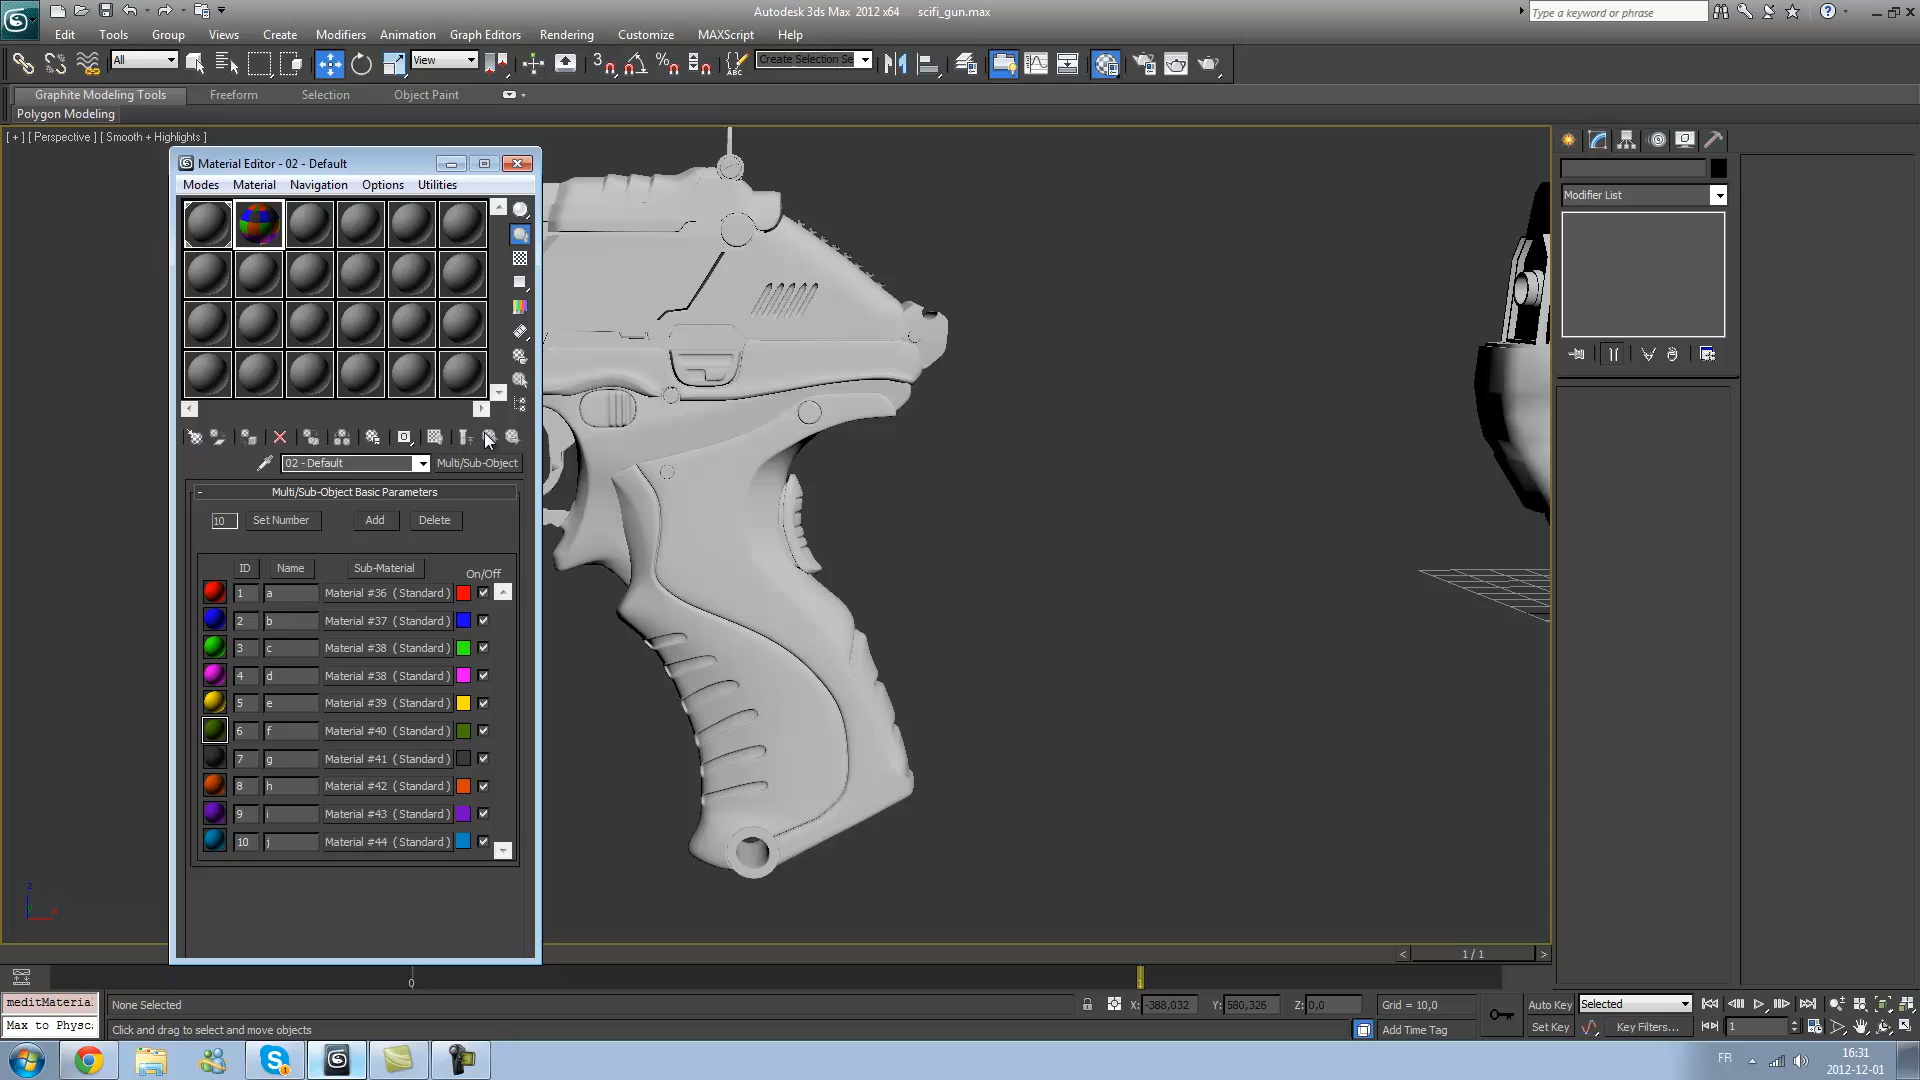 Autodesk 3ds Max 2012 x64 scifi_gun.max
Type a keyword or phrase
Edit Tools Group Views Create Modifiers Animation Graph Editors Rendering Customize MAXScript Help
All
View
3
Create Selection Se
ABC
Graphite Modeling Tools Freeform Selection Object Paint
Polygon Modeling
[ + ] [ Perspective ] [ Smooth + Highlights ]
Material Editor - 02 - Default
Modes Material Navigation Options Utilities
Modifier List
02 - Default
Multi/Sub-Object
- Multi/Sub-Object Basic Parameters
10 Set Number Add Delete
ID Name Sub-Material On/Off
1 a Material #36 ( Standard )
2 b Material #37 ( Standard )
3 c Material #38 ( Standard )
4 d Material #38 ( Standard )
5 e Material #39 ( Standard )
6 f Material #40 ( Standard )
7 g Material #41 ( Standard )
8 h Material #42 ( Standard )
9 i Material #43 ( Standard )
10 j Material #44 ( Standard )
z
x
< 1 / 1 >
0
meditMaterial
None Selected
X: -388,032 Y: 580,326 Z: 0,0 Grid = 10,0
Auto Key Selected
Max to Physc
Click and drag to select and move objects
Add Time Tag
Set Key Key Filters... 1
FR
16:31
2012-12-01